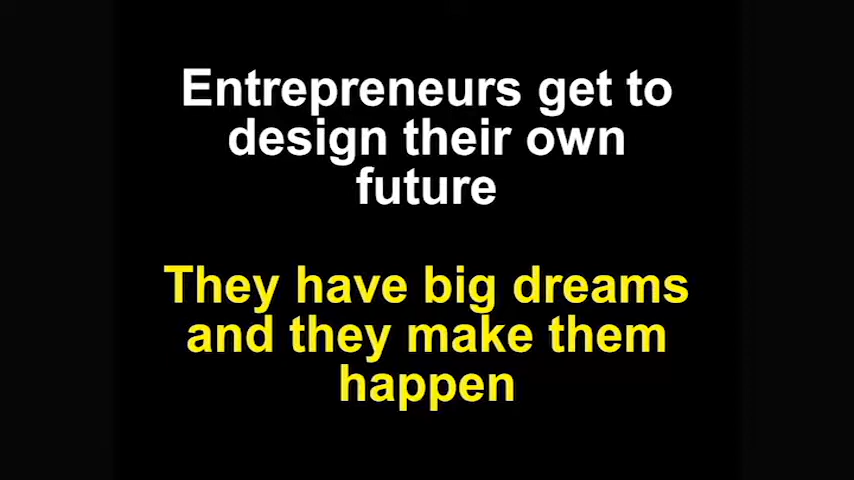 Entrepreneurs get to
design their own
future
They have big dreams
and they make them
happen